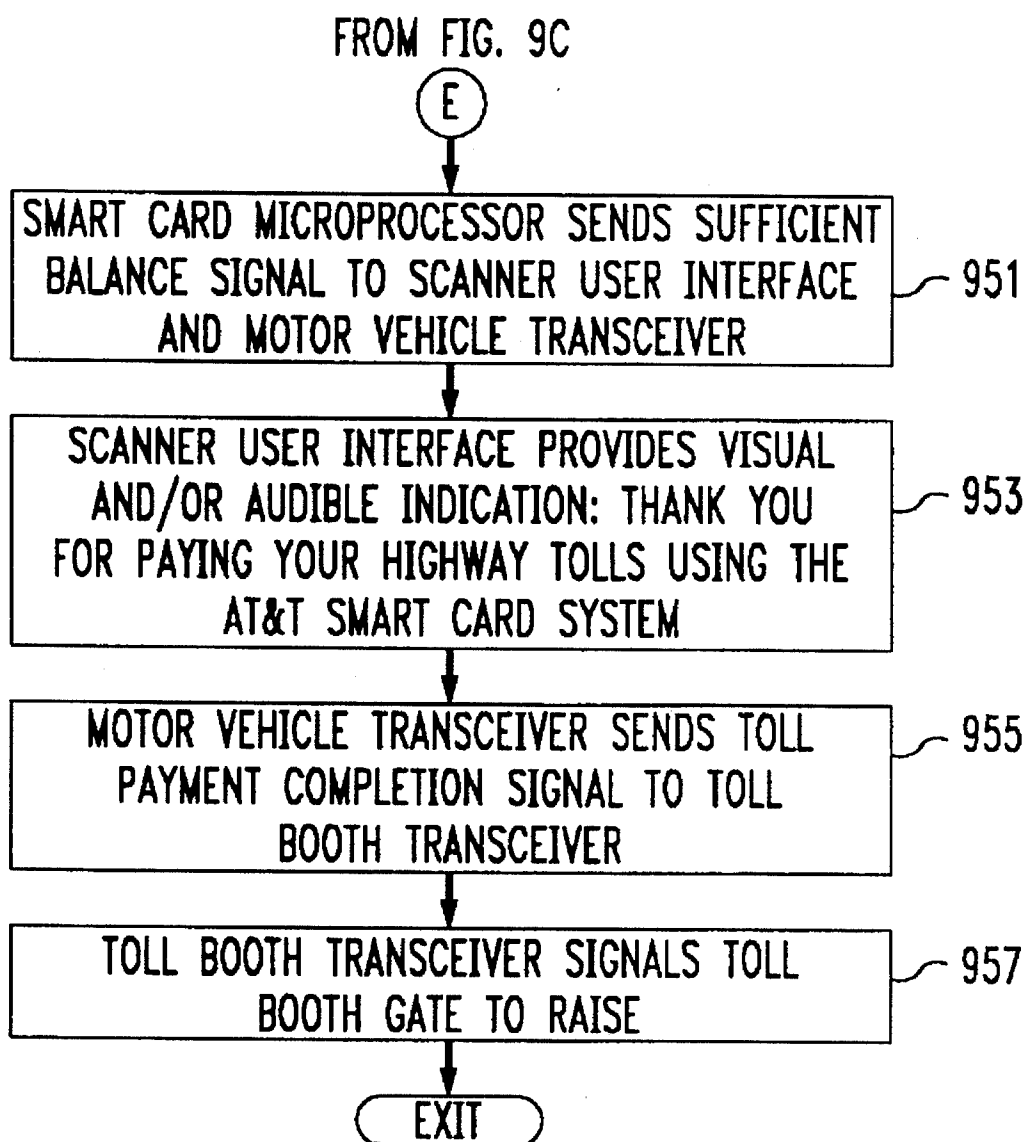 FROM FIG. 9C
E
SMART CARD MICROPROCESSOR SENDS SUFFICIENT
BALANCE SIGNAL TO SCANNER USER INTERFACE
AND MOTOR VEHICLE TRANSCEIVER
951
SCANNER USER INTERFACE PROVIDES VISUAL
AND/OR AUDIBLE INDICATION: THANK YOU
FOR PAYING YOUR HIGHWAY TOLLS USING THE
AT&T SMART CARD SYSTEM
953
MOTOR VEHICLE TRANSCEIVER SENDS TOLL
PAYMENT COMPLETION SIGNAL TO TOLL
BOOTH TRANSCEIVER
955
TOLL BOOTH TRANSCEIVER SIGNALS TOLL
BOOTH GATE TO RAISE
957
EXIT